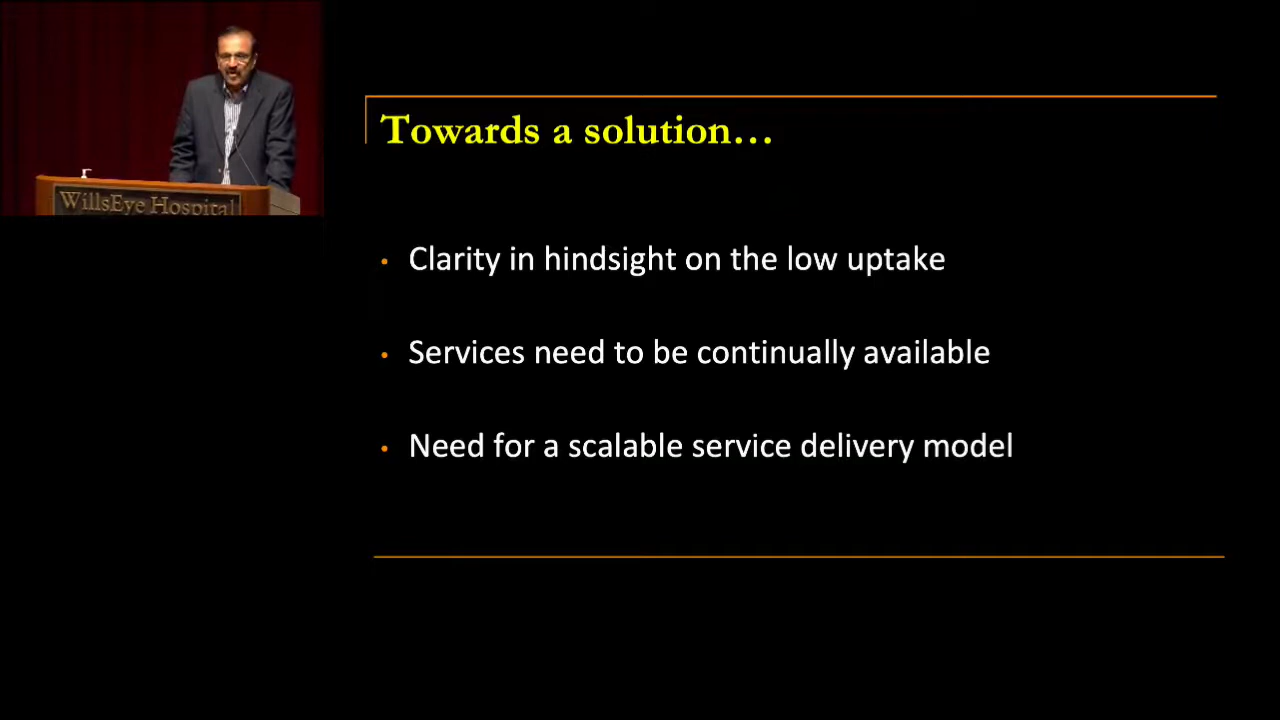 Towards a solution...
WillsEye Hospital
• Clarity in hindsight on the low uptake
• Services need to be continually available
• Need for a scalable service delivery model